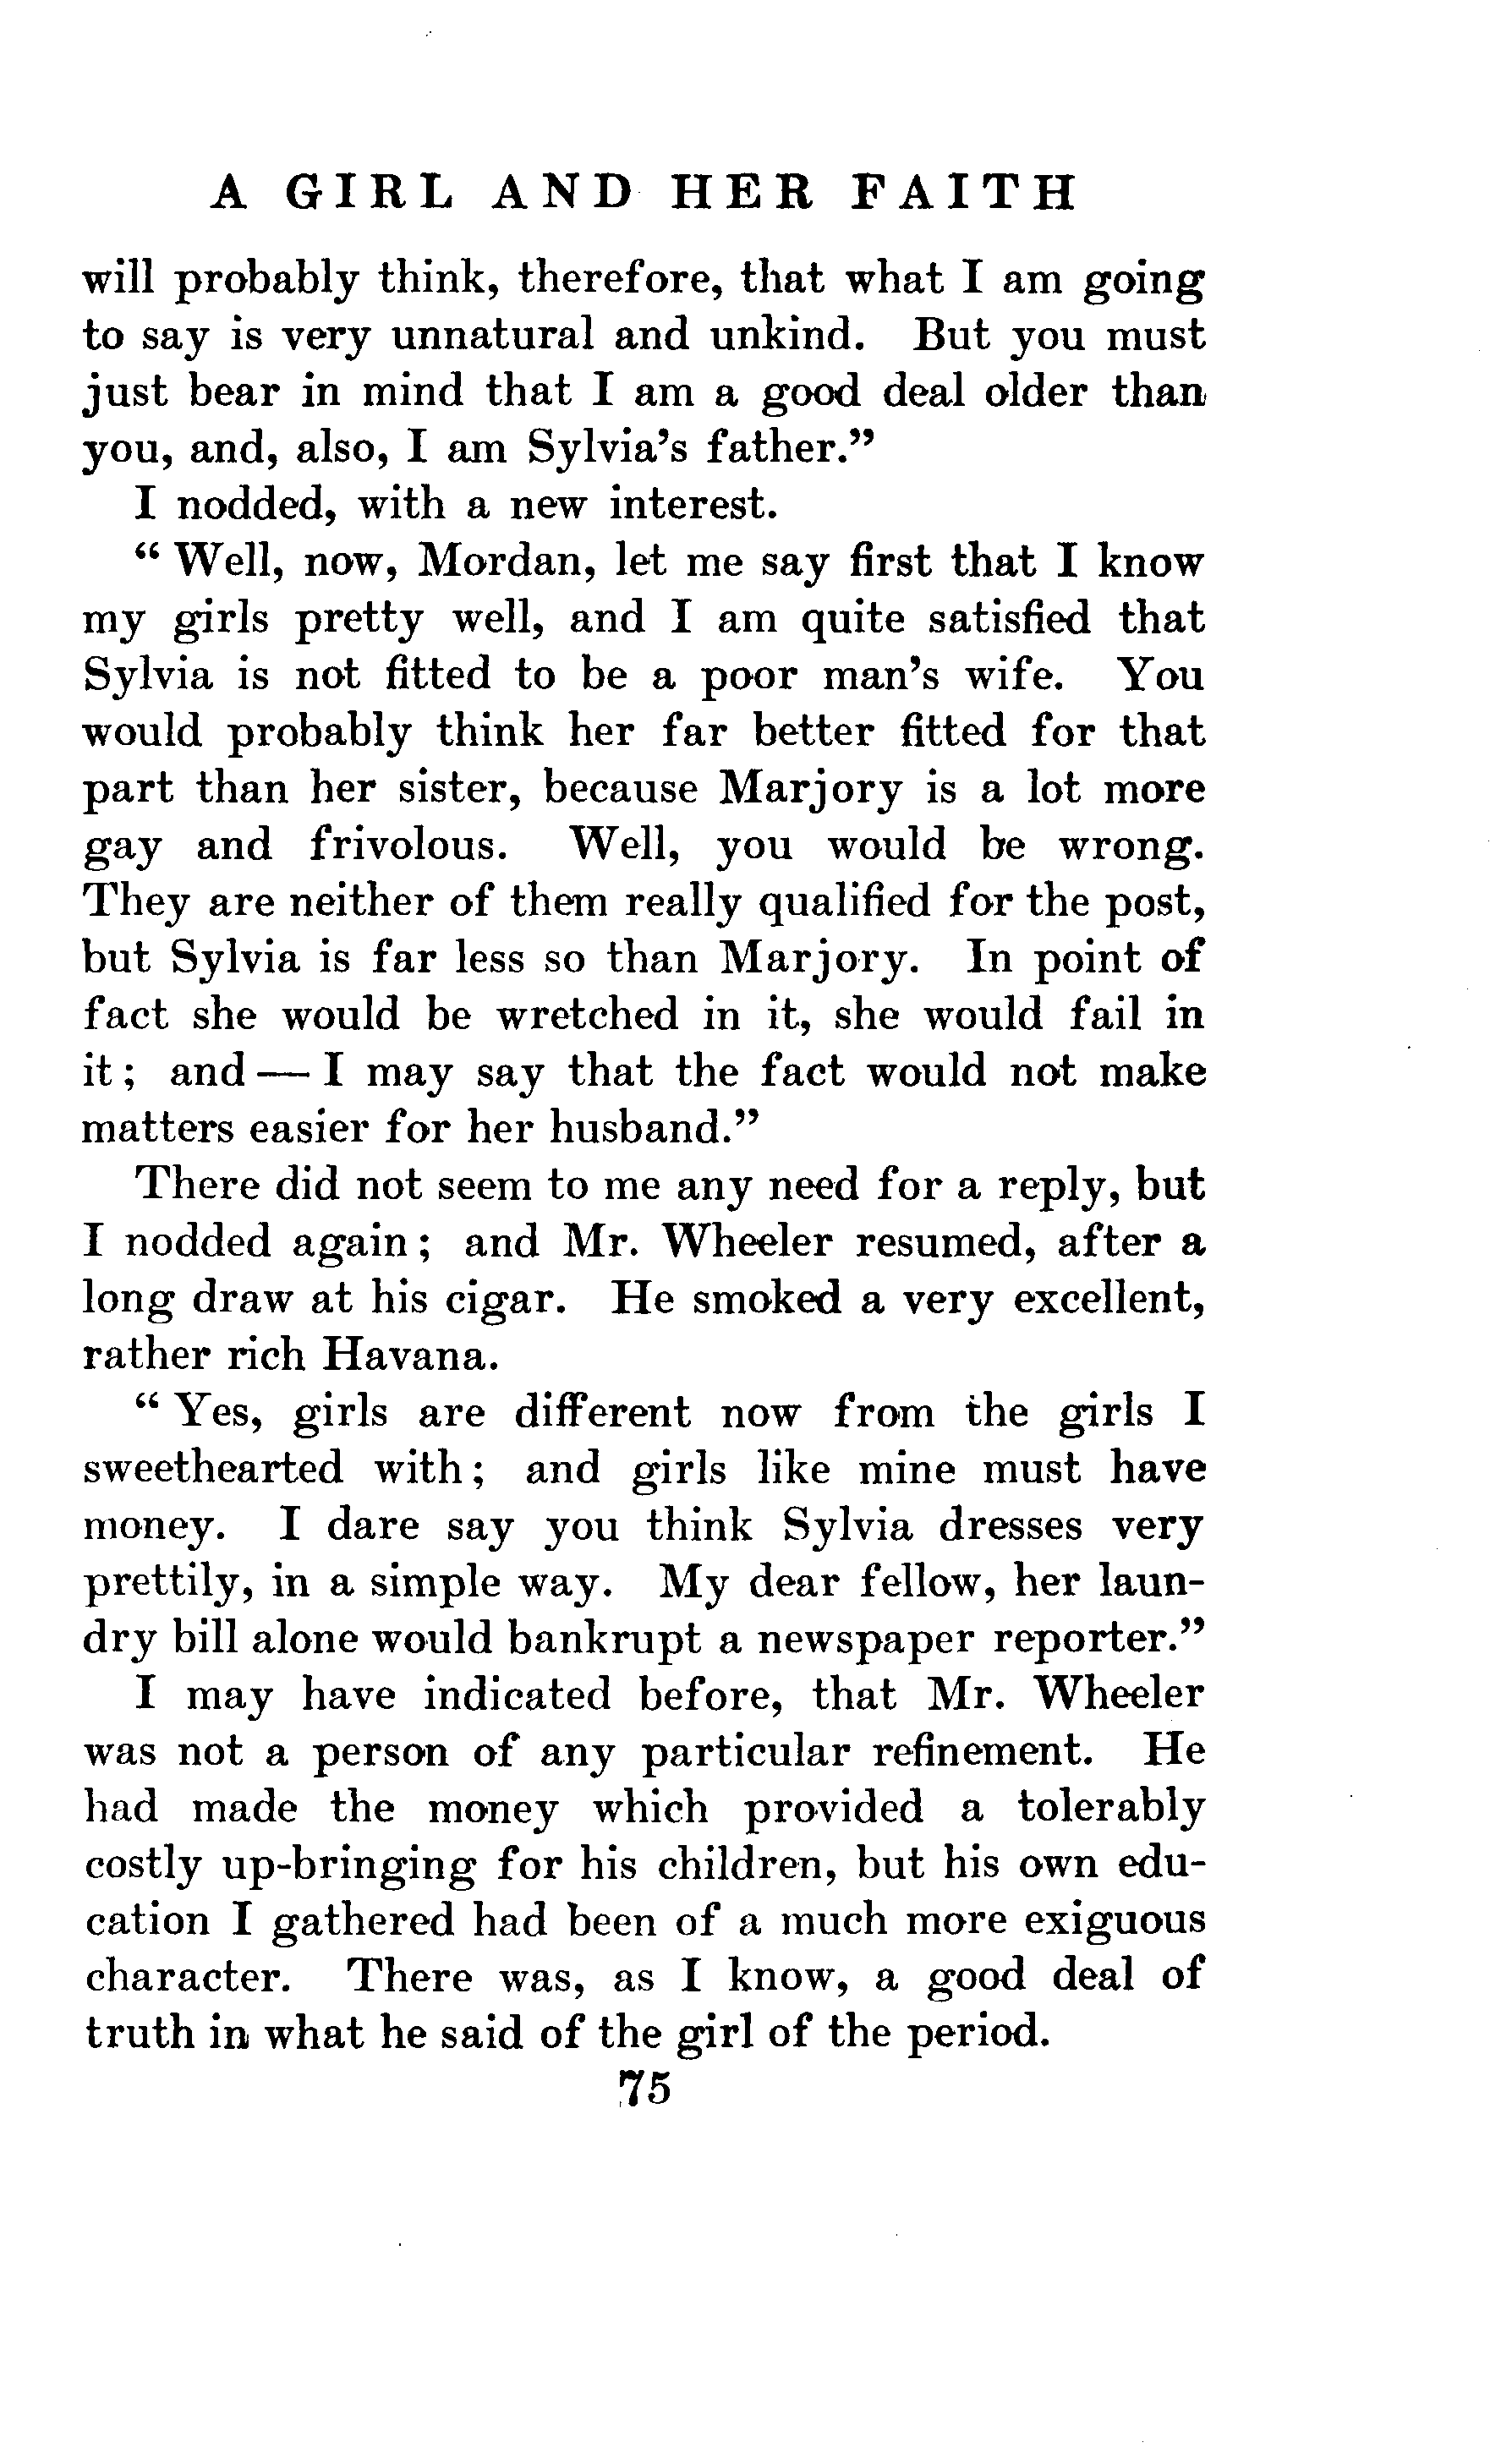 A GIRL AND HER FAITH
will probably think, therefore, that what I am going
to say is very unnatural and unkind. But you must
just bear in mind that I am a good deal older than
you, and, also, I am Sylvia's father."
I nodded, with a new interest.
" Well, now, Mordan, let me say first that I know
my girls pretty well, and I am quite satisfied that
Sylvia is not fitted to be a poor man's wife. You
would probably think her far better fitted for that
part than her sister, because Marjory is a lot more
gay and frivolous. Well, you would be wrong.
They are neither of them really qualified for the post,
but Sylvia is far less so than Marjory. In point of
fact she would be wretched in it, she would fail in
it; and — I may say that the fact would not make
matters easier for her husband."
There did not seem to me any need for a reply, but
I nodded again; and Mr. Wheeler resumed, after a
long draw at his cigar. He smoked a very excellent,
rather rich Havana.
" Yes, girls are different now from the girls I
sweethearted with; and girls like mine must have
money. I dare say you think Sylvia dresses very
prettily, in a simple way. My dear fellow, her laun-
dry bill alone would bankrupt a newspaper reporter."
I may have indicated before, that Mr. Wheeler
was not a person of any particular refinement. He
had made the money which provided a tolerably
costly up-bringing for his children, but his own edu-
cation I gathered had been of a much more exiguous
character. There was, as I know, a good deal of
truth in what he said of the girl of the period.
75